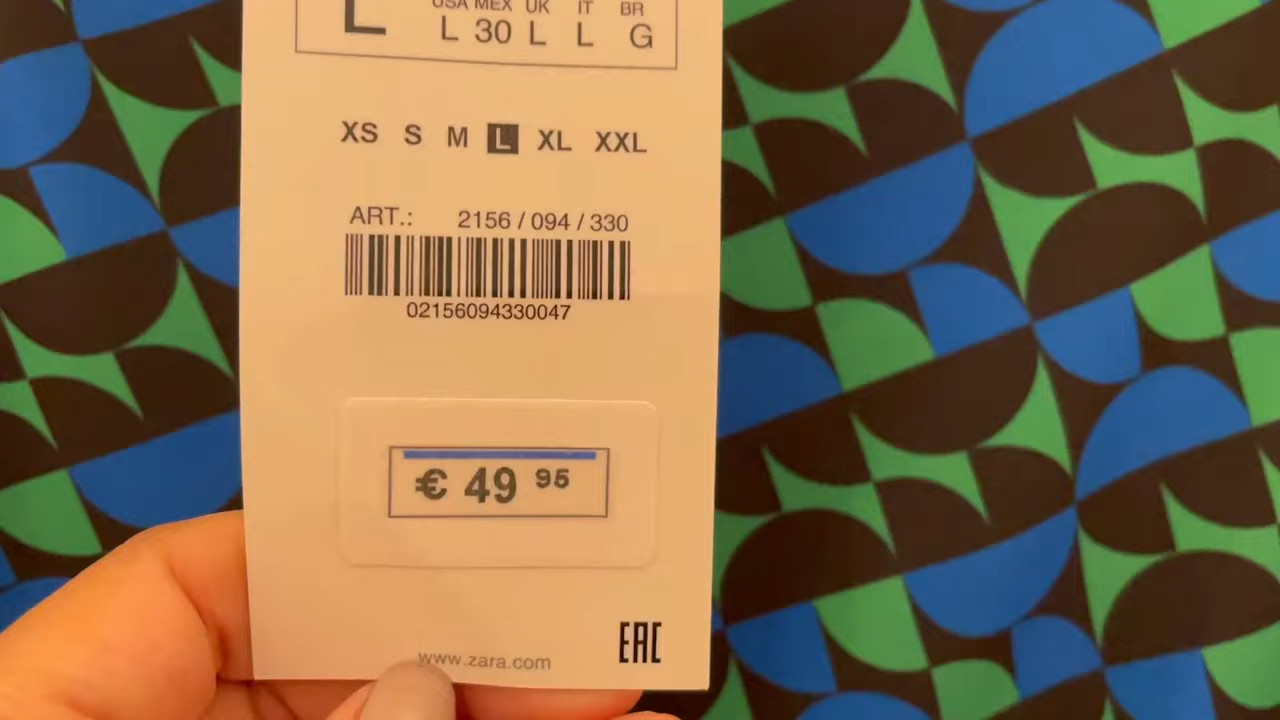 USA MEX UK IT BR
L L 30 L L G
XS S M L XL XXL
ART.: 2156 / 094 / 330
02156094330047
€ 49 95
EAC
www.zara.com